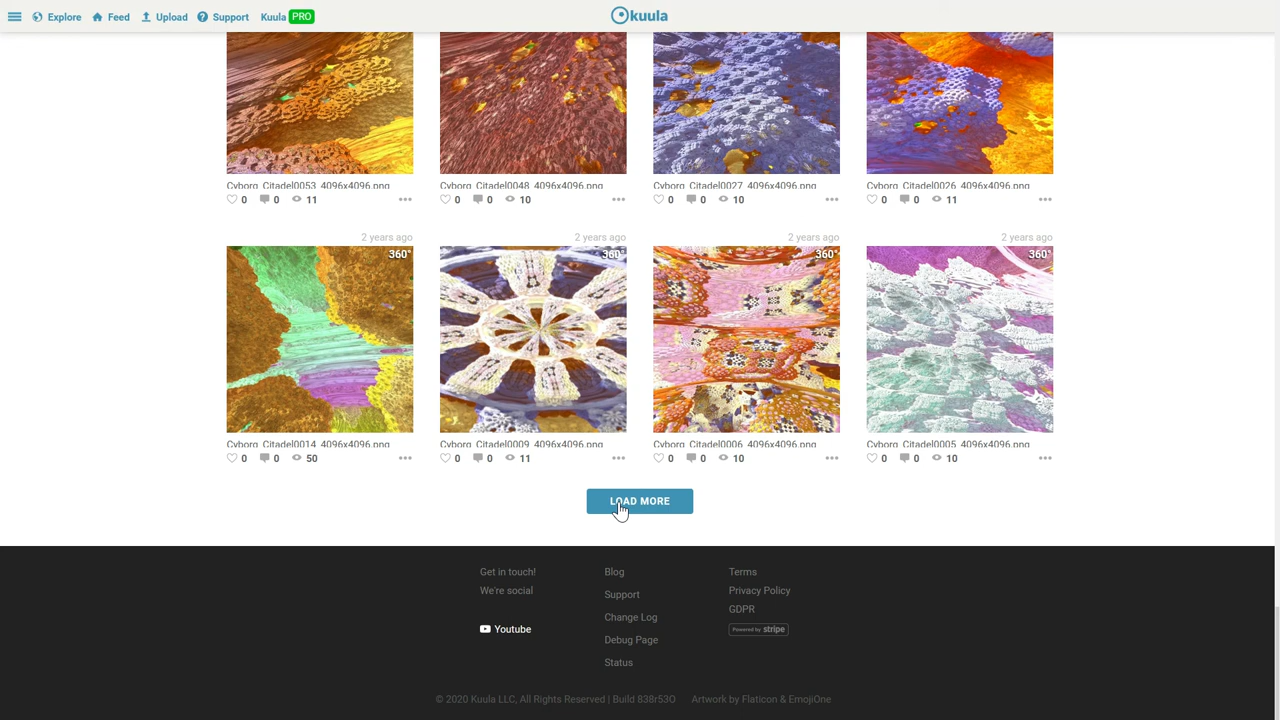 Explore Feed Upload Support Kuula PRO kuula
Cyborg_Citadel0053_4096x4096.png Cyborg_Citadel0048_4096x4096.png Cyborg_Citadel0027_4096x4096.png Cyborg_Citadel0026_4096x4096.png
0 0 11 0 0 10 0 0 10 0 0 11
2 years ago 2 years ago 2 years ago 2 years ago
360° 360° 360° 360°
Cyborg_Citadel0014_4096x4096.png Cyborg_Citadel0009_4096x4096.png Cyborg_Citadel0006_4096x4096.png Cyborg_Citadel0005_4096x4096.png
0 0 50 0 0 11 0 0 10 0 0 10
LOAD MORE
Get in touch! Blog Terms
We're social Support Privacy Policy
Change Log GDPR
Youtube Debug Page Powered by stripe
Status
© 2020 Kuula LLC, All Rights Reserved | Build 838r53O Artwork by Flaticon & EmojiOne